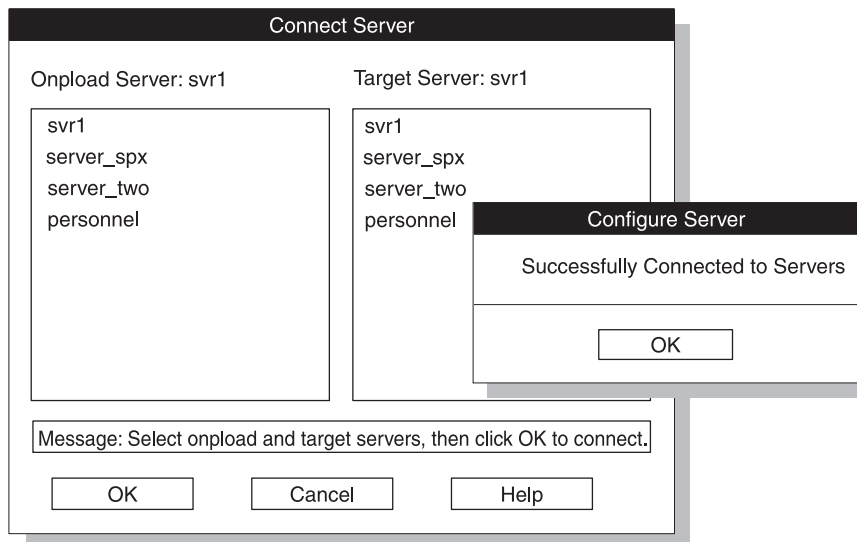 Connect Server
Onpload Server: svr1
svr1
server_spx
server_two
personnel
Target Server: svr1
svr1
server_spx
server_two
personnel
Configure Server
Successfully Connected to Servers
OK
Message: Select onpload and target servers, then click OK to connect.
OK
Cancel
Help